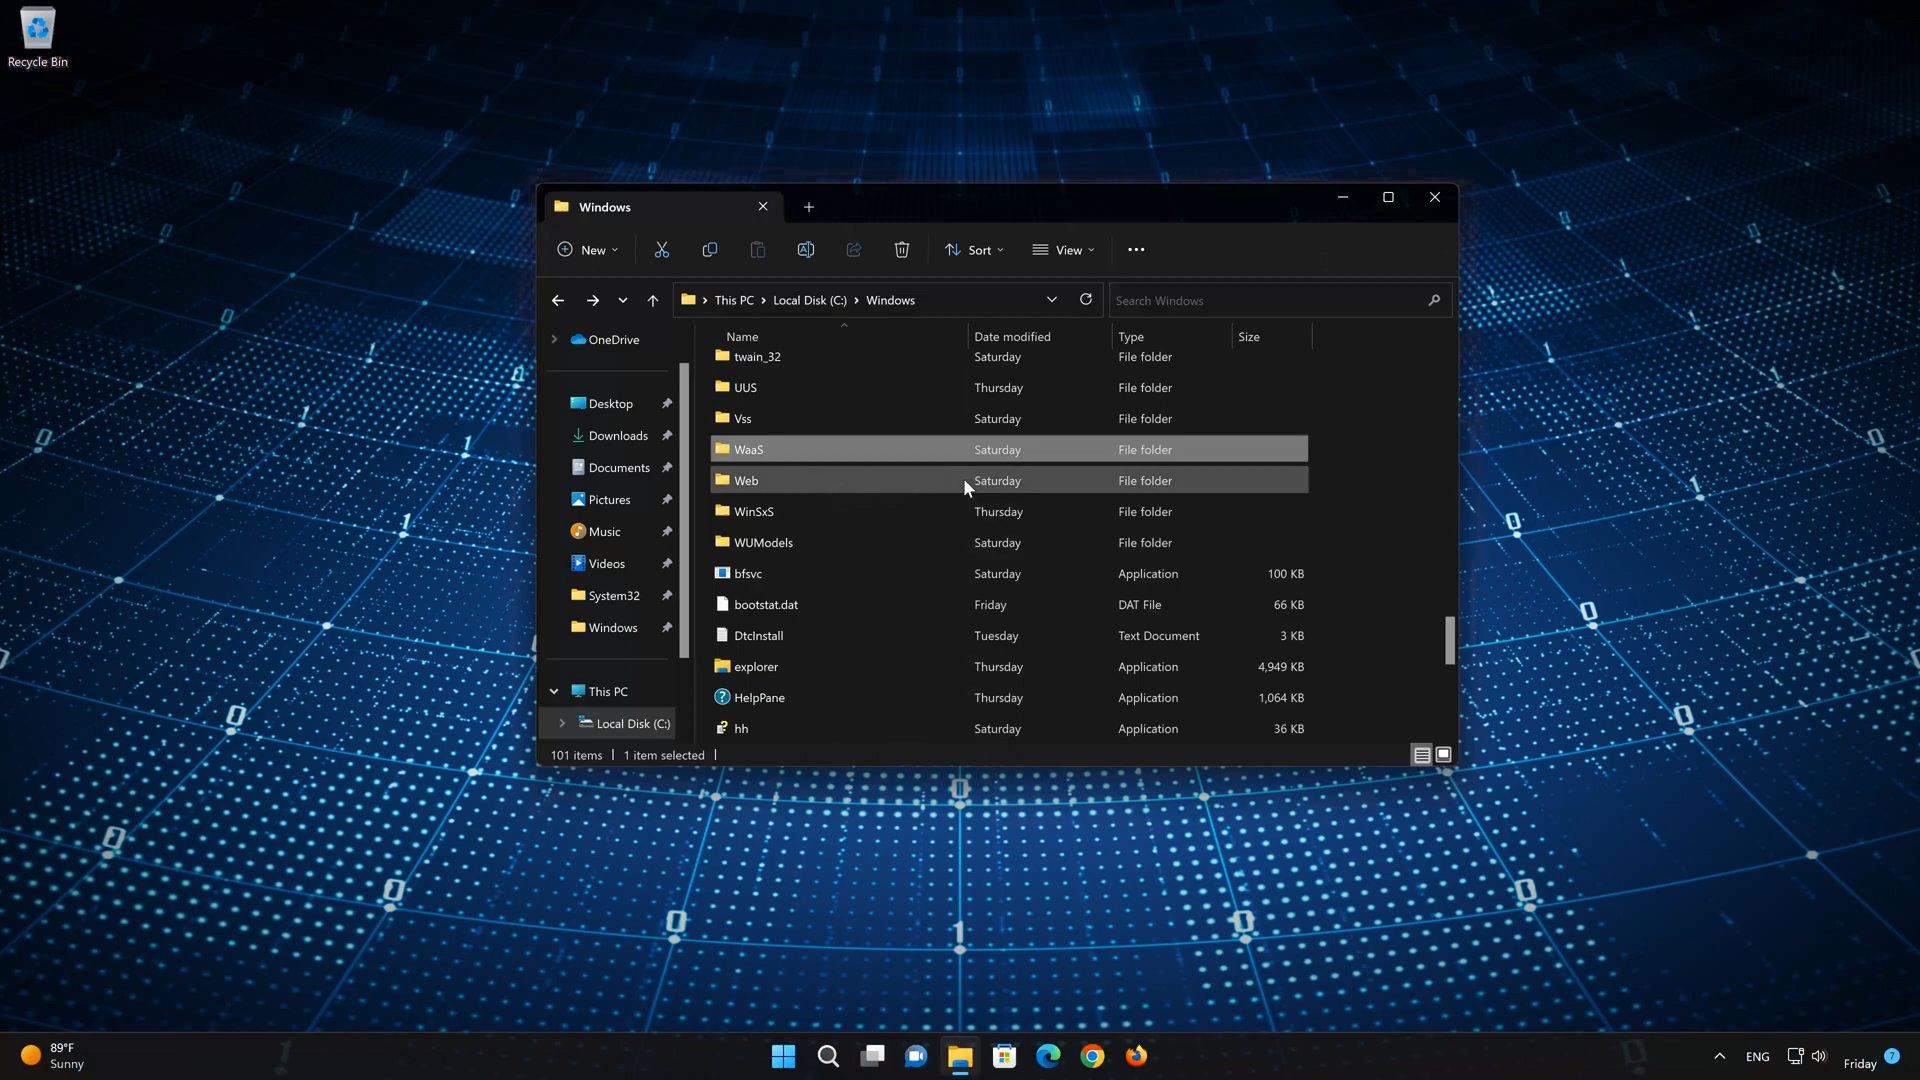 Recycle Bin
Windows
New
Sort
View
This PC
Local Disk (C:)
Windows
Search Windows
OneDrive
Desktop
Downloads
Documents
Pictures
Music
Videos
System32
Windows
This PC
Local Disk (C:)
Name Date modified Type Size
twain_32 Saturday File folder
UUS Thursday File folder
Vss Saturday File folder
WaaS Saturday File folder
Web Saturday File folder
WinSxS Thursday File folder
WUModels Saturday File folder
bfsvc Saturday Application 100 KB
bootstat.dat Friday DAT File 66 KB
DtcInstall Tuesday Text Document 3 KB
explorer Thursday Application 4,949 KB
HelpPane Thursday Application 1,064 KB
hh Saturday Application 36 KB
101 items 1 item selected
89°F
Sunny
ENG
Friday 7